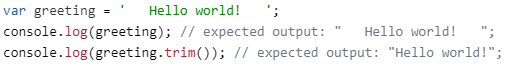 var greeting = '   Hello world!   ';
console.log(greeting); // expected output: "   Hello world!   ";
console.log(greeting.trim()); // expected output: "Hello world!";